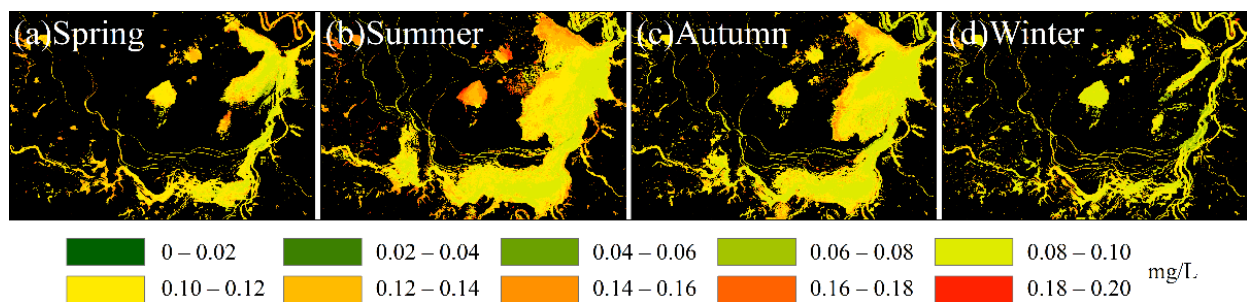 (a)Spring (b)Summer (c)Autumn (d)Winter
0 – 0.02 0.02 – 0.04 0.04 – 0.06 0.06 – 0.08 0.08 – 0.10
mg/L
0.10 – 0.12 0.12 – 0.14 0.14 – 0.16 0.16 – 0.18 0.18 – 0.20